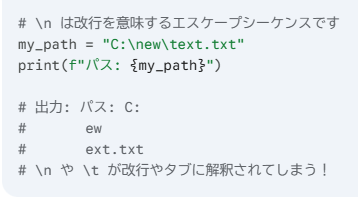 # \n は改行を意味するエスケープシーケンスです
my_path = "C:\new\text.txt"
print(f"パス: {my_path}")
# 出力: パス: C:
#       ew
#       ext.txt
# \n や \t が改行やタブに解釈されてしまう！